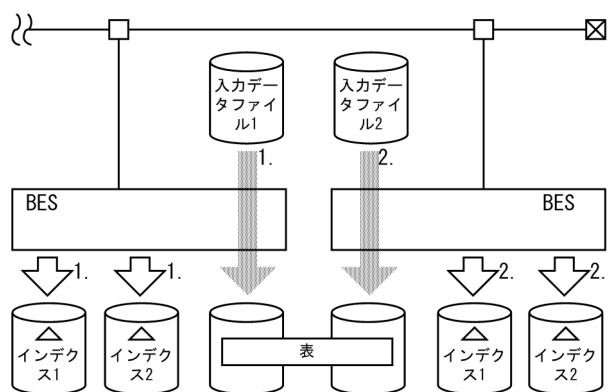 入力デー
タファイ
ル1
入力デー
タファイ
ル2
1.
2.
BES
BES
1.
1.
2.
2.
インデク
ス1
インデク
ス2
表
インデク
ス1
インデク
ス2